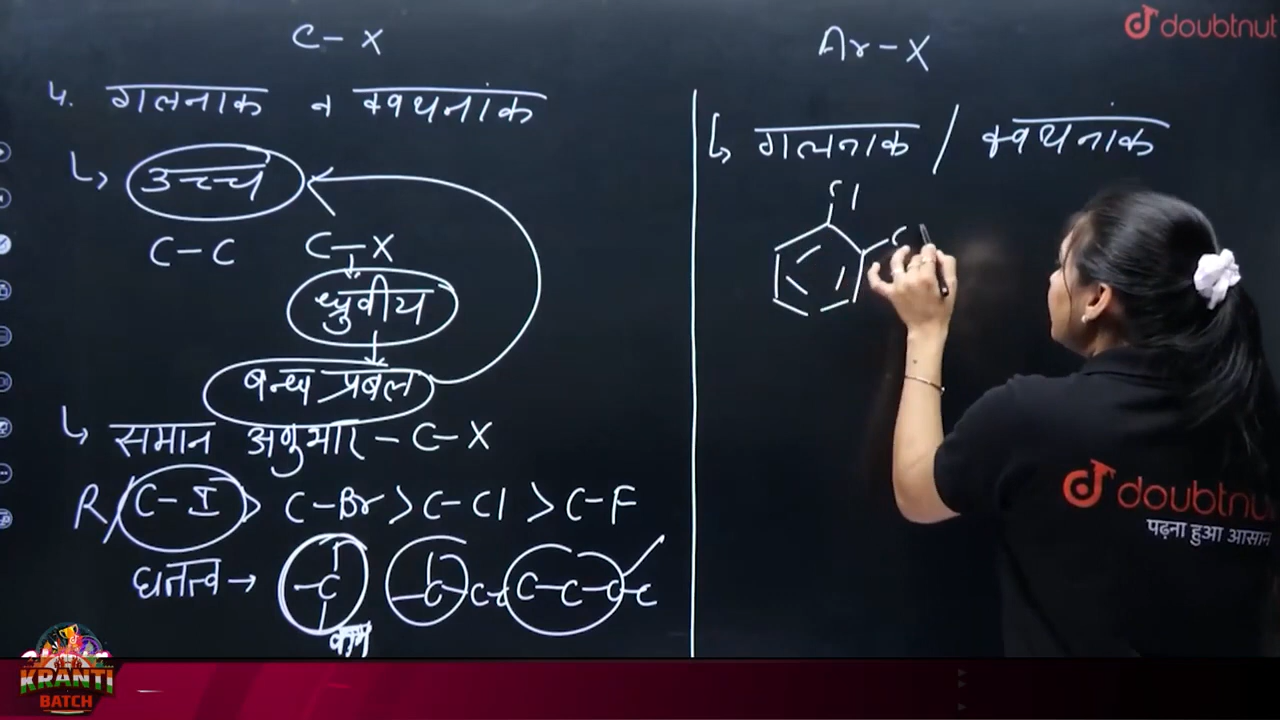 C-X
4. गलनाक व क्वथनांक
उच्च
C-C C-X
ध्रुवीय
बन्ध प्रबल
समान अणुभार - C-X
R/C-I > C-Br > C-Cl > C-F
घनत्व → -C- -C-C-C C-C-C-C
काम
Ar-X
गलनाक / क्वथनांक
Cl
C
doubtnut
doubtnut
पढ़ना हुआ आसान
KRANTI
BATCH